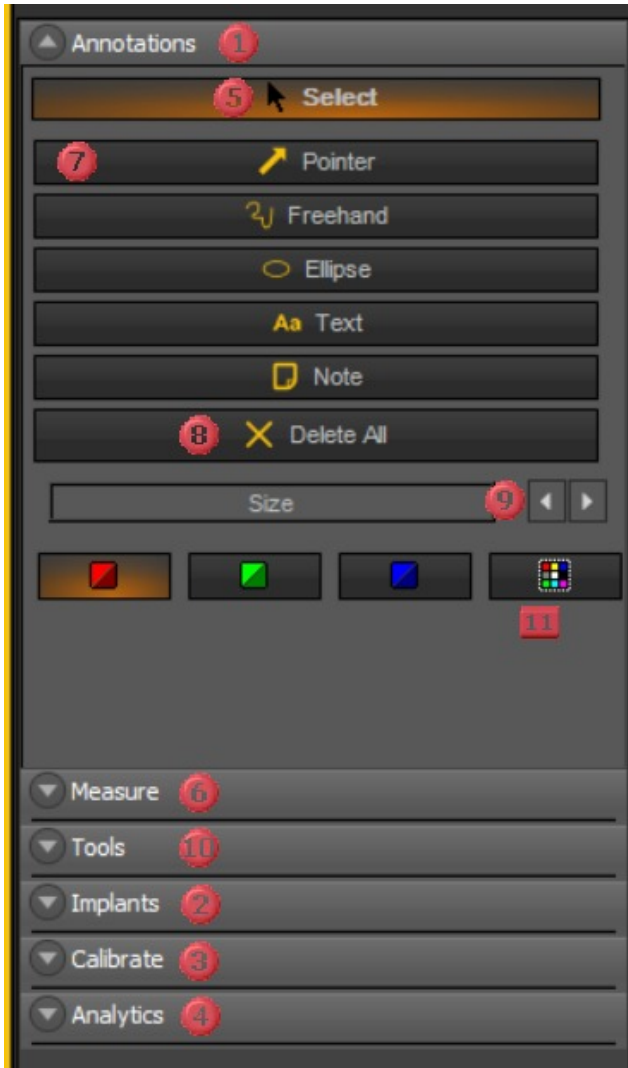 Annotations 1
5 Select
7 Pointer
Freehand
Ellipse
Aa Text
Note
8 Delete All
Size 9
11
Measure 6
Tools 10
Implants 2
Calibrate 3
Analytics 4